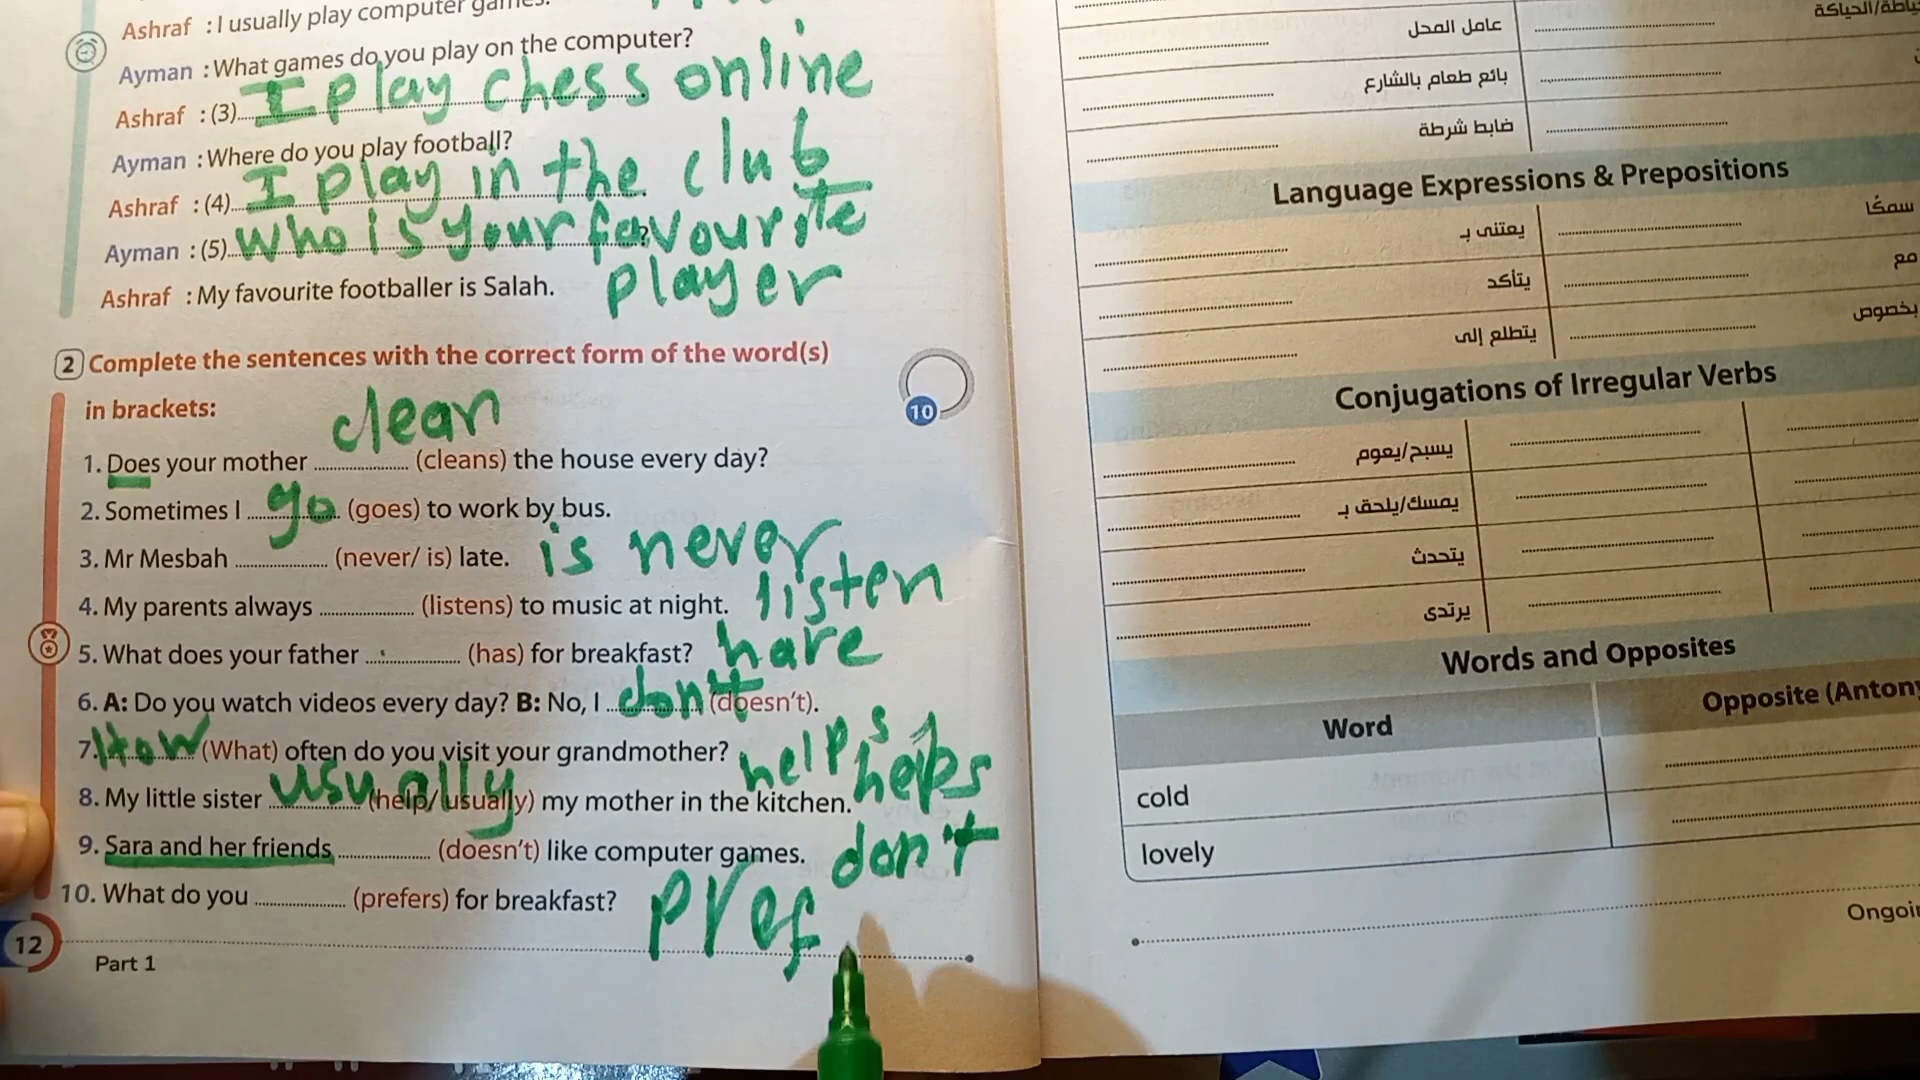 Ashraf : I usually play computer games.
Ayman : What games do you play on the computer?
Ashraf : (3) I play chess online
Ayman : Where do you play football?
Ashraf : (4) I play in the club
Ayman : (5) who is your favourite ?
player
Ashraf : My favourite footballer is Salah.
2 Complete the sentences with the correct form of the word(s)
in brackets:
10
clean
1. Does your mother (cleans) the house every day?
2. Sometimes I go (goes) to work by bus.
3. Mr Mesbah (never/ is) late. is never
4. My parents always (listens) to music at night. listen
5. What does your father (has) for breakfast? have
6. A: Do you watch videos every day? B: No, I don't (doesn't).
7. How (What) often do you visit your grandmother?
helps helps
8. My little sister usually (help/ usually) my mother in the kitchen.
9. Sara and her friends (doesn't) like computer games. don't
10. What do you (prefers) for breakfast? pref
12
Part 1
عامل المحل
بائع طعام بالشارع
ضابط شرطة
Language Expressions & Prepositions
يعتنى بـ
يتأكد
مع
يتطلع إلى
بخصوص
Conjugations of Irregular Verbs
يسبح/يعوم
يمسك/يلحق بـ
يتحدث
يرتدى
Words and Opposites
Word Opposite (Antony
cold
lovely
Ongoi